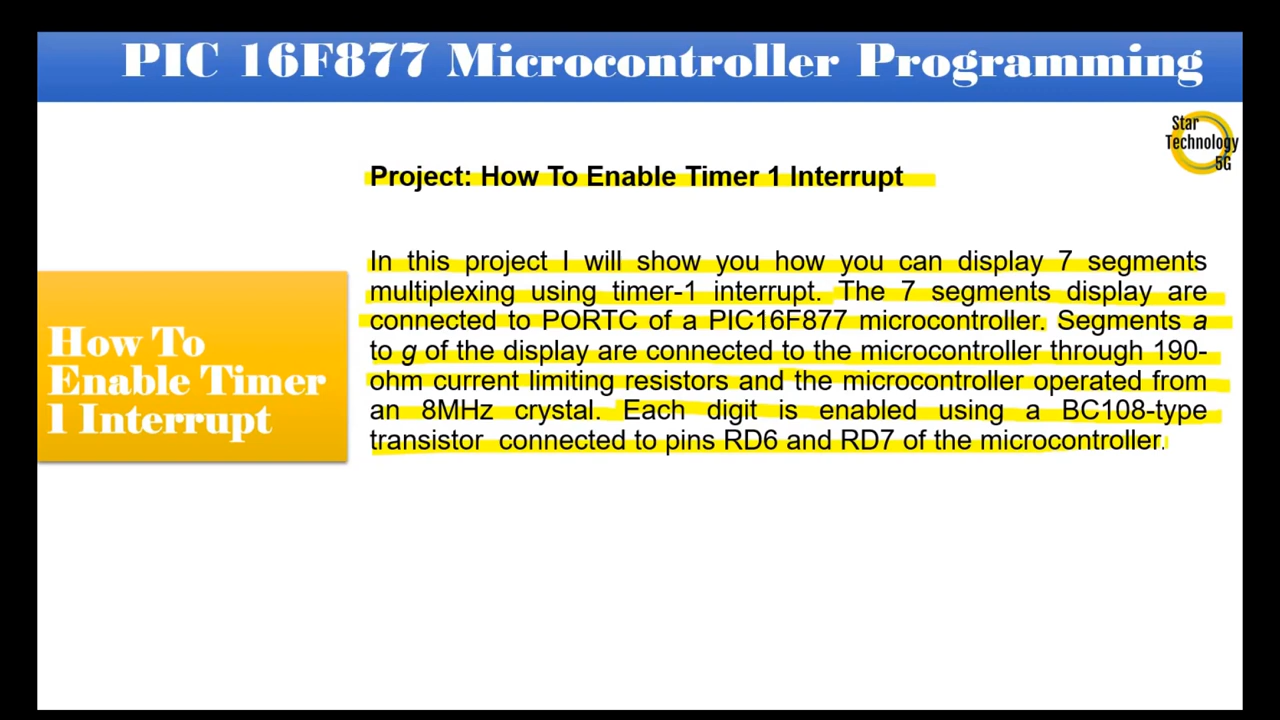 PIC 16F877 Microcontroller Programming
Star
Technology
5G
Project: How To Enable Timer 1 Interrupt
In this project I will show you how you can display 7 segments
multiplexing using timer-1 interrupt. The 7 segments display are
connected to PORTC of a PIC16F877 microcontroller. Segments a
to g of the display are connected to the microcontroller through 190-
ohm current limiting resistors and the microcontroller operated from
an 8MHz crystal. Each digit is enabled using a BC108-type
transistor connected to pins RD6 and RD7 of the microcontroller.
How To
Enable Timer
1 Interrupt